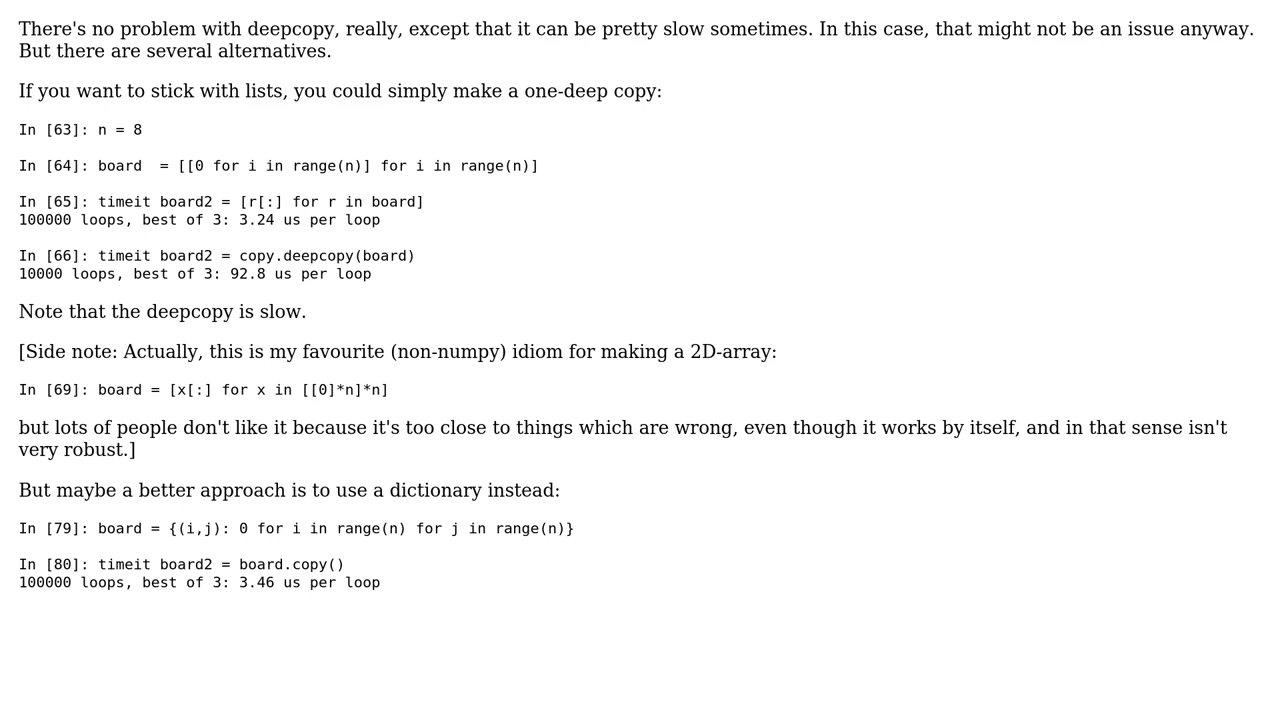 There's no problem with deepcopy, really, except that it can be pretty slow sometimes. In this case, that might not be an issue anyway.
But there are several alternatives.
If you want to stick with lists, you could simply make a one-deep copy:
In [63]: n = 8
In [64]: board  = [[0 for i in range(n)] for i in range(n)]
In [65]: timeit board2 = [r[:] for r in board]
100000 loops, best of 3: 3.24 us per loop
In [66]: timeit board2 = copy.deepcopy(board)
10000 loops, best of 3: 92.8 us per loop
Note that the deepcopy is slow.
[Side note: Actually, this is my favourite (non-numpy) idiom for making a 2D-array:
In [69]: board = [x[:] for x in [[0]*n]*n]
but lots of people don't like it because it's too close to things which are wrong, even though it works by itself, and in that sense isn't
very robust.]
But maybe a better approach is to use a dictionary instead:
In [79]: board = {(i,j): 0 for i in range(n) for j in range(n)}
In [80]: timeit board2 = board.copy()
100000 loops, best of 3: 3.46 us per loop